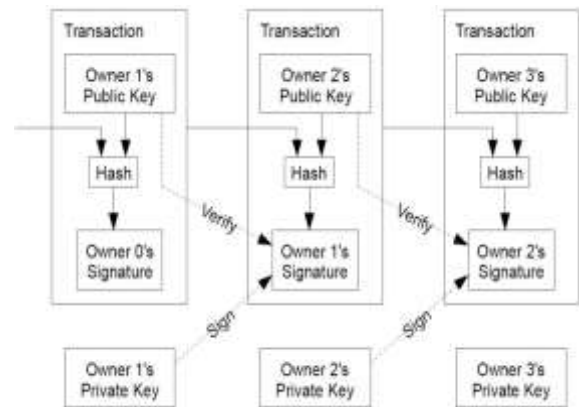 Transaction
Transaction
Transaction
Owner 1's
Public Key
Owner 2's
Public Key
Owner 3's
Public Key
Hash
Hash
Hash
Verify
Verify
Owner 0's
Signature
Owner 1's
Signature
Owner 2's
Signature
Sign
Sign
Owner 1's
Private Key
Owner 2's
Private Key
Owner 3's
Private Key